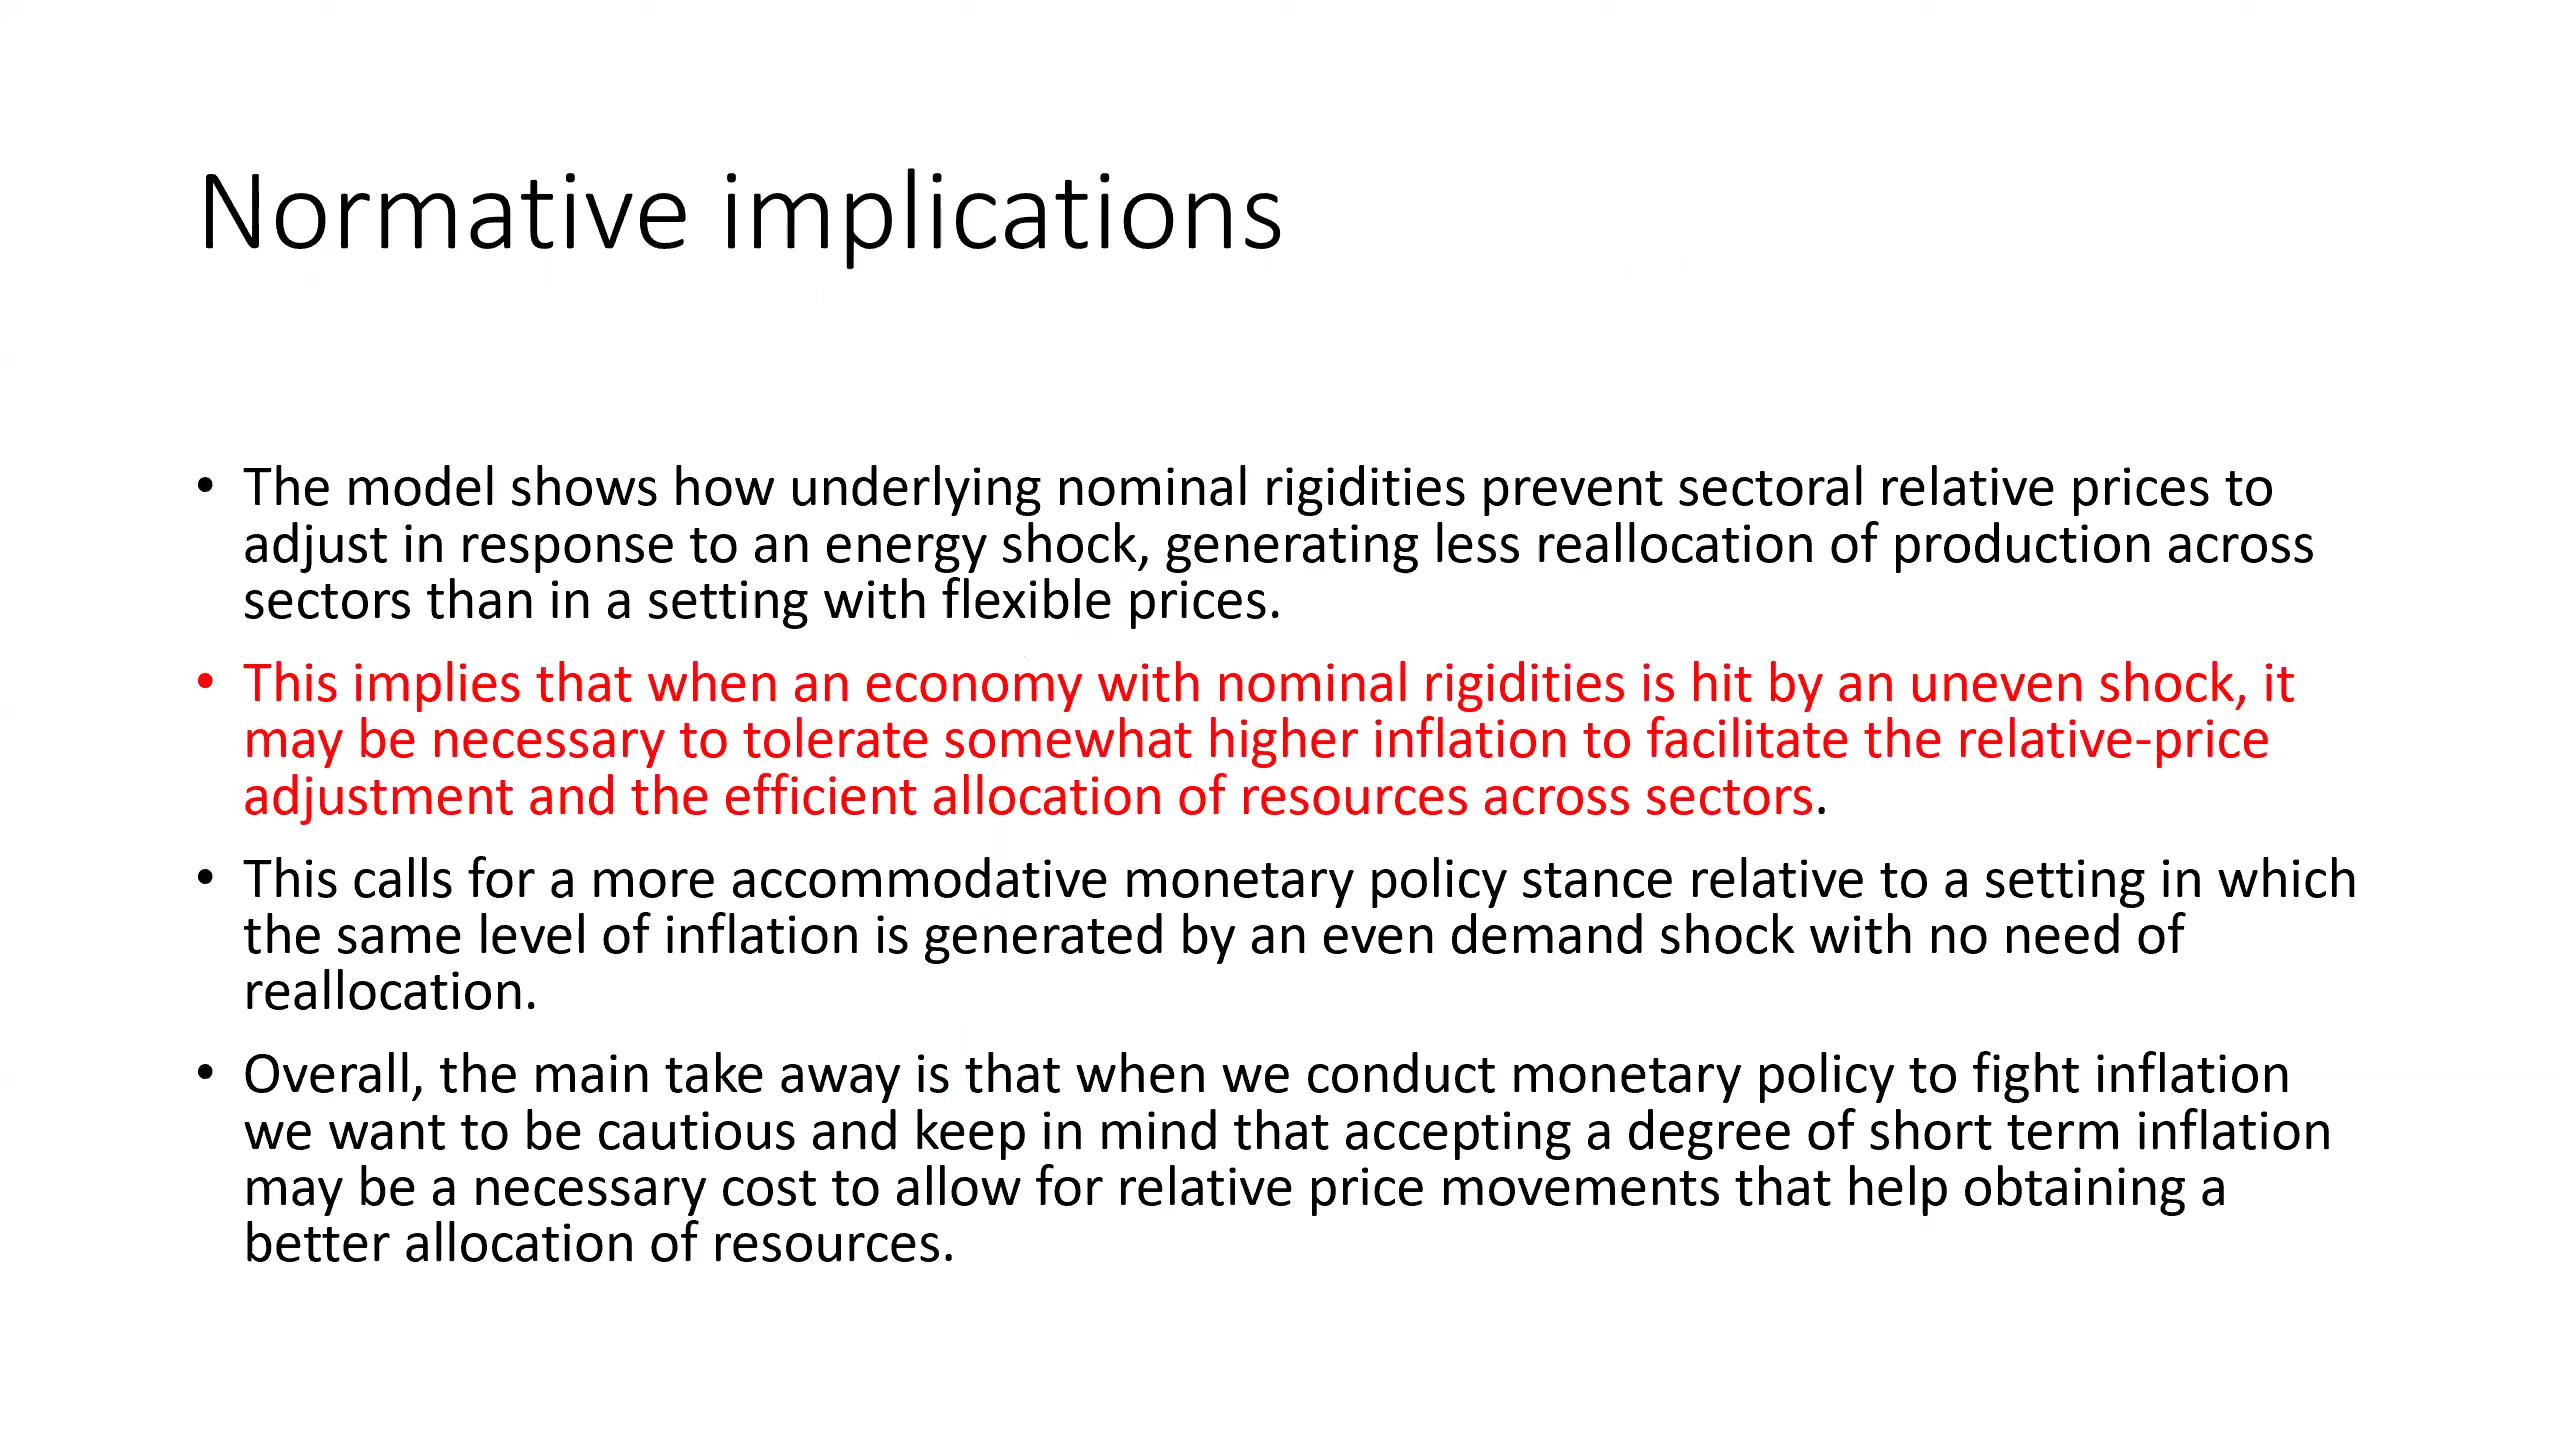 Normative implications
• The model shows how underlying nominal rigidities prevent sectoral relative prices to
adjust in response to an energy shock, generating less reallocation of production across
sectors than in a setting with flexible prices.
• This implies that when an economy with nominal rigidities is hit by an uneven shock, it
may be necessary to tolerate somewhat higher inflation to facilitate the relative-price
adjustment and the efficient allocation of resources across sectors.
• This calls for a more accommodative monetary policy stance relative to a setting in which
the same level of inflation is generated by an even demand shock with no need of
reallocation.
• Overall, the main take away is that when we conduct monetary policy to fight inflation
we want to be cautious and keep in mind that accepting a degree of short term inflation
may be a necessary cost to allow for relative price movements that help obtaining a
better allocation of resources.